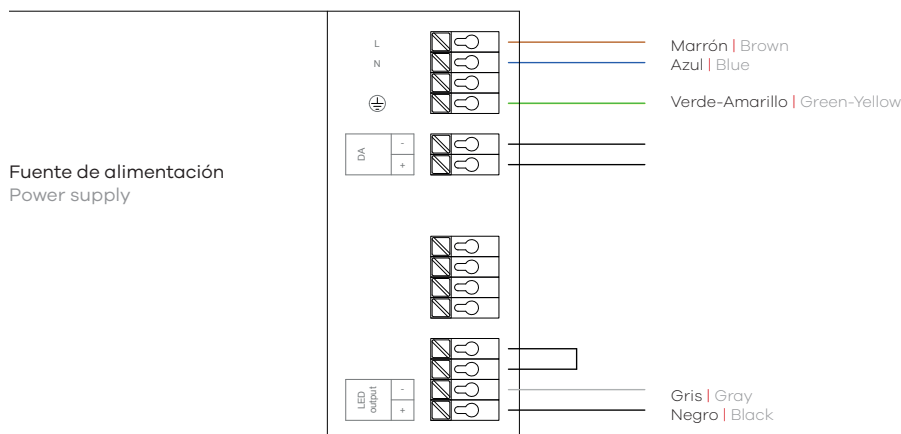 L
Marrón | Brown
N
Azul | Blue
Verde-Amarillo | Green-Yellow
DA
-
+
Fuente de alimentación
Power supply
LED
output
-
+
Gris | Gray
Negro | Black